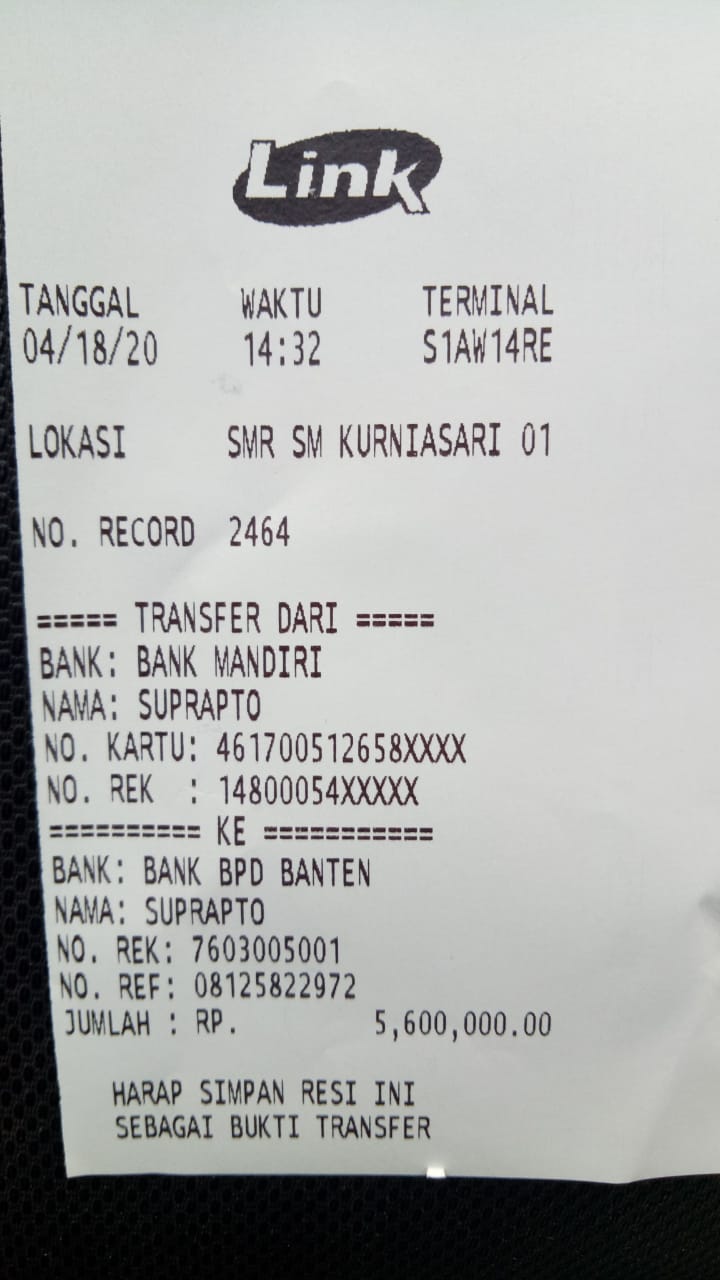 Link
TANGGAL WAKTU TERMINAL
04/18/20 14:32 S1AW14RE
LOKASI SMR SM KURNIASARI 01
NO. RECORD 2464
===== TRANSFER DARI =====
BANK: BANK MANDIRI
NAMA: SUPRAPTO
NO. KARTU: 461700512658XXXX
NO. REK : 14800054XXXXX
========== KE ===========
BANK: BANK BPD BANTEN
NAMA: SUPRAPTO
NO. REK: 7603005001
NO. REF: 08125822972
JUMLAH : RP. 5,600,000.00
HARAP SIMPAN RESI INI
SEBAGAI BUKTI TRANSFER